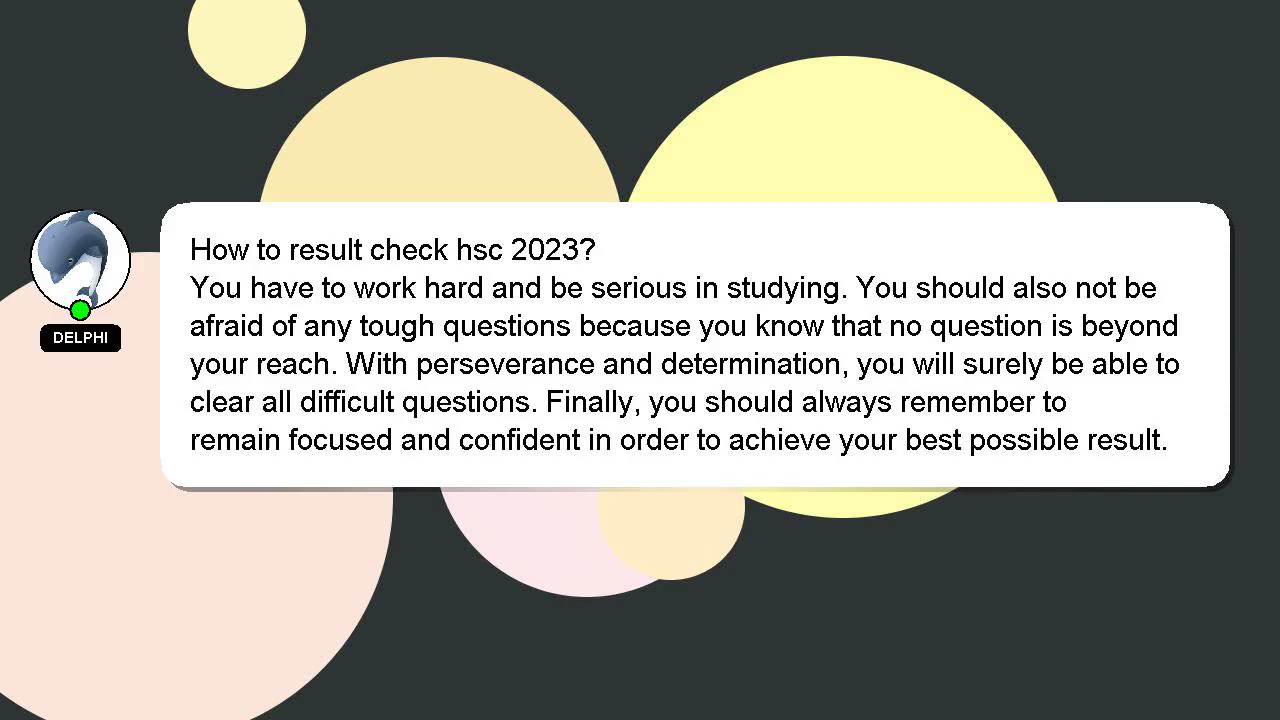 How to result check hsc 2023?
You have to work hard and be serious in studying. You should also not be
afraid of any tough questions because you know that no question is beyond
your reach. With perseverance and determination, you will surely be able to
clear all difficult questions. Finally, you should always remember to
remain focused and confident in order to achieve your best possible result.
DELPHI